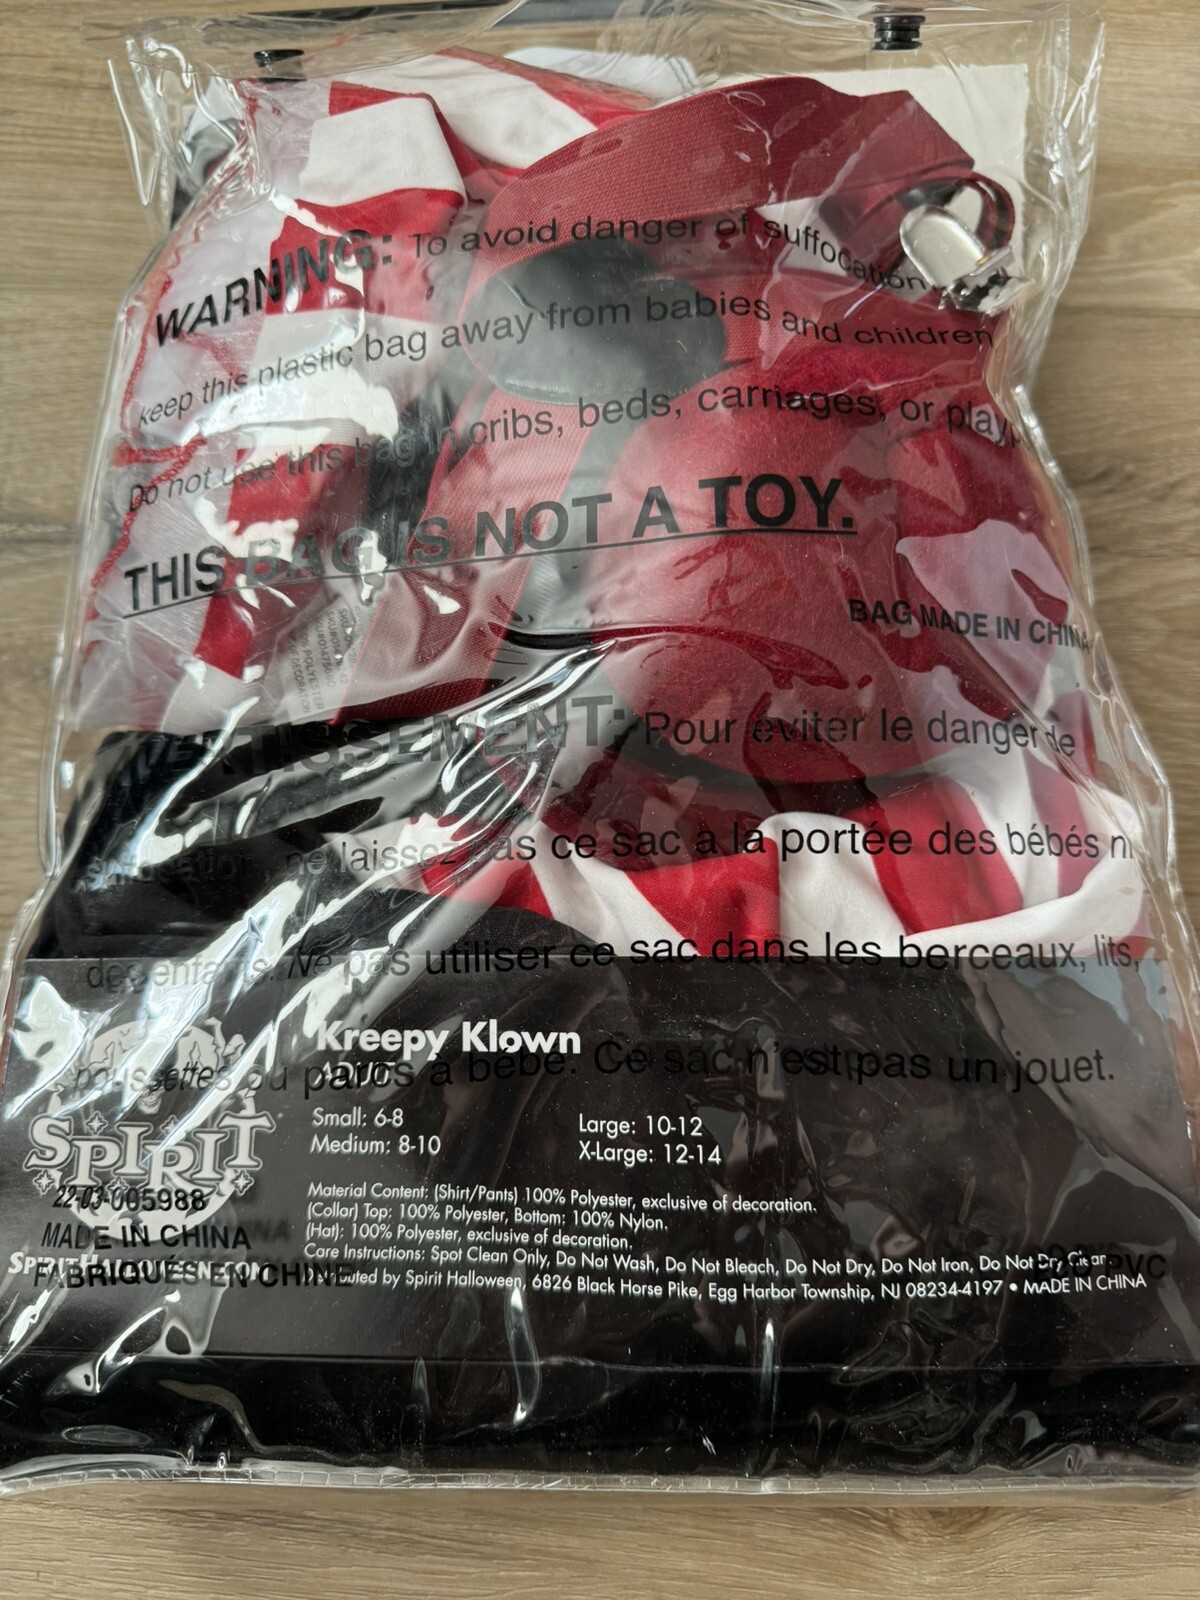 WARNING: To avoid danger of suffocation
keep this plastic bag away from babies and children
Do not use this bag in cribs, beds, carriages, or
THIS BAG IS NOT A TOY.
BAG MADE IN CHINA
AVERTISSEMENT: Pour éviter le danger de
suffocation, ne laissez pas ce sac a la portée des bébés ni
des enfants. Ne pas utiliser ce sac dans les berceaux, lits,
poussettes ou parcs à bébé. Ce sac n'est pas un jouet.
Kreepy Klown
Adult
Small: 6-8
Medium: 8-10
Large: 10-12
X-Large: 12-14
SPIRIT
22-03-005988
MADE IN CHINA
SPIRITHALLOWEEN.COM
FABRIQUÉS EN CHINE
Material Content: (Shirt/Pants) 100% Polyester, exclusive of decoration.
(Collar) Top: 100% Polyester, Bottom: 100% Nylon.
(Hat): 100% Polyester, exclusive of decoration.
Care Instructions: Spot Clean Only, Do Not Wash, Do Not Bleach, Do Not Dry, Do Not Iron, Do Not Dry Clean
Distributed by Spirit Halloween, 6826 Black Horse Pike, Egg Harbor Township, NJ 08234-4197 • MADE IN CHINA
PVC